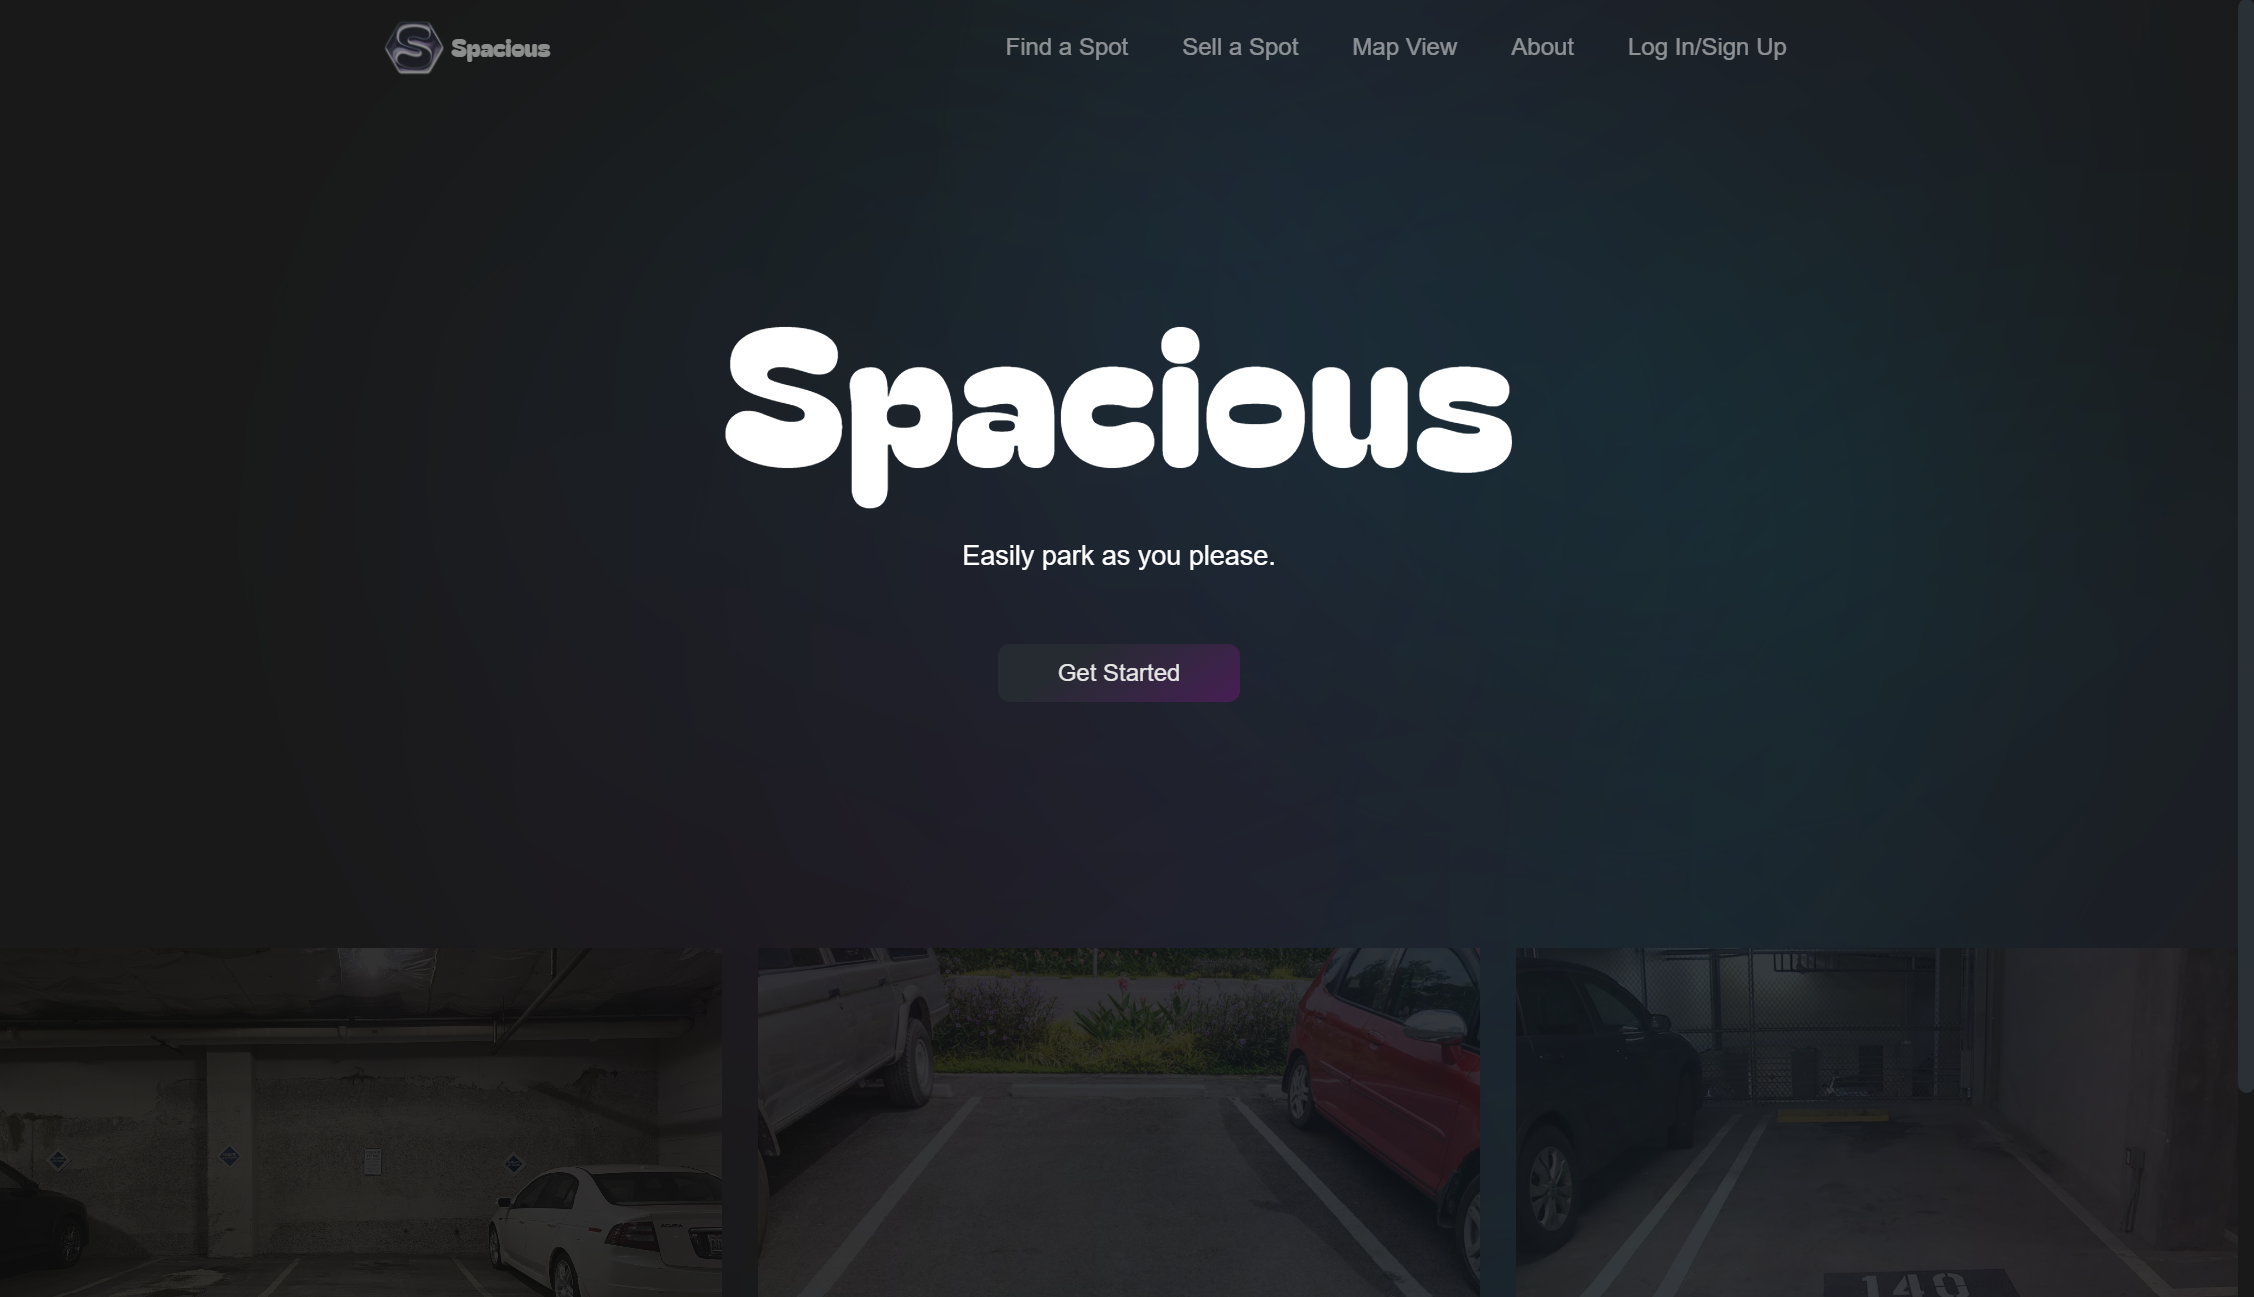 Spacious
Find a Spot
Sell a Spot
Map View
About
Log In/Sign Up
Spacious
Easily park as you please.
Get Started
140